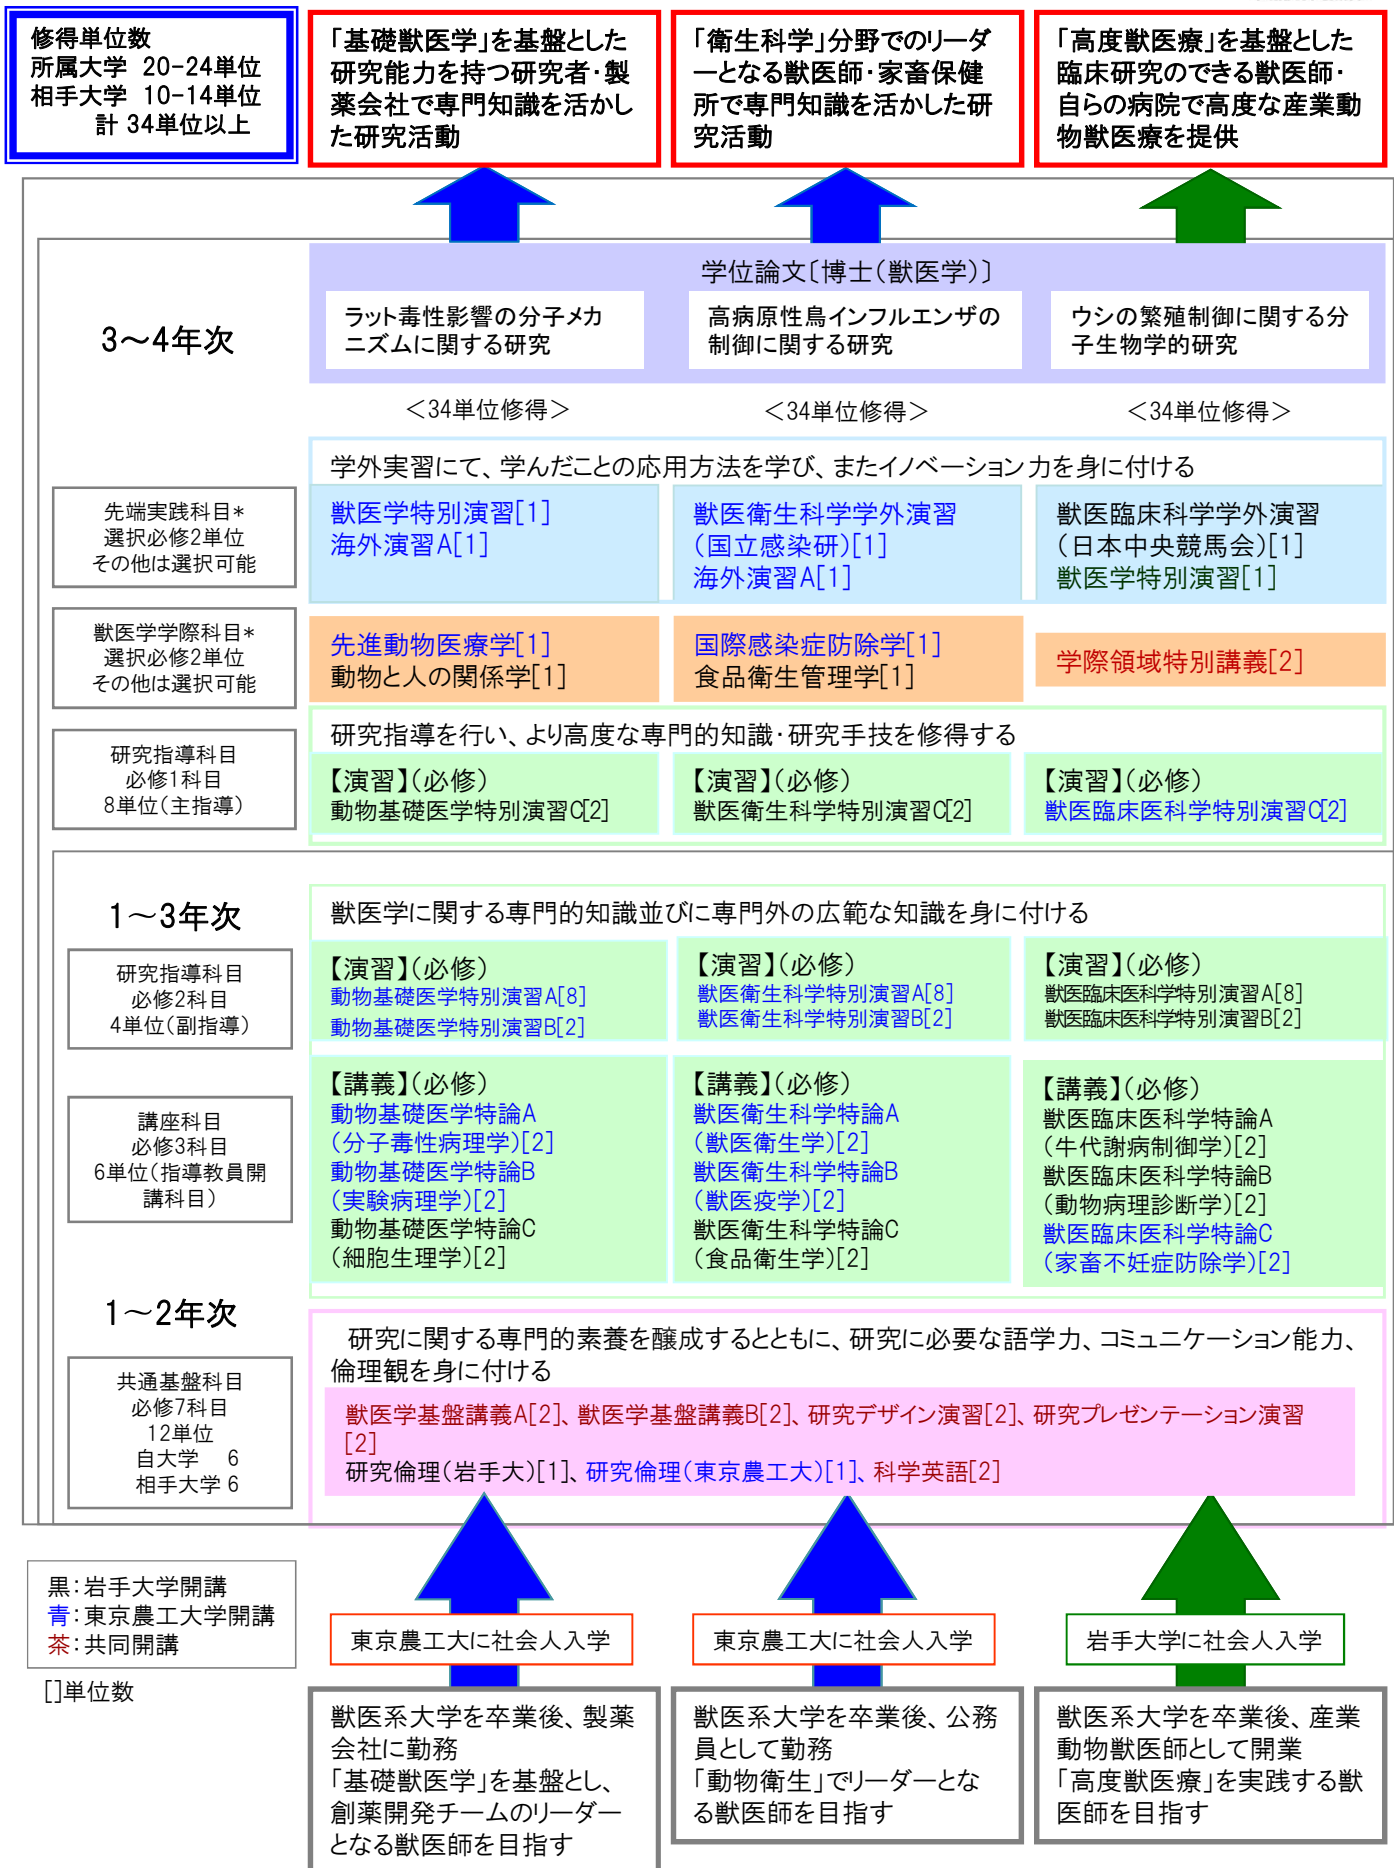 修得単位数
所属大学 20-24単位
相手大学 10-14単位
計 34単位以上
「基礎獣医学」を基盤とした
研究能力を持つ研究者・製
薬会社で専門知識を活かし
た研究活動
「衛生科学」分野でのリーダ
ーとなる獣医師・家畜保健
所で専門知識を活かした研
究活動
「高度獣医療」を基盤とした
臨床研究のできる獣医師・
自らの病院で高度な産業動
物獣医療を提供
学位論文〔博士(獣医学)〕
3～4年次
ラット毒性影響の分子メカ
ニズムに関する研究
高病原性鳥インフルエンザの
制御に関する研究
ウシの繁殖制御に関する分
子生物学的研究
＜34単位修得＞
＜34単位修得＞
＜34単位修得＞
学外実習にて、学んだことの応用方法を学び、またイノベーション力を身に付ける
先端実践科目*
選択必修2単位
その他は選択可能
獣医学特別演習[1]
海外演習A[1]
獣医衛生科学学外演習
(国立感染研)[1]
海外演習A[1]
獣医臨床科学学外演習
(日本中央競馬会)[1]
獣医学特別演習[1]
獣医学学際科目*
選択必修2単位
その他は選択可能
先進動物医療学[1]
動物と人の関係学[1]
国際感染症防除学[1]
食品衛生管理学[1]
学際領域特別講義[2]
研究指導を行い、より高度な専門的知識・研究手技を修得する
研究指導科目
必修1科目
8単位(主指導)
【演習】(必修)
動物基礎医学特別演習C[2]
【演習】(必修)
獣医衛生科学特別演習C[2]
【演習】(必修)
獣医臨床医科学特別演習C[2]
1～3年次
獣医学に関する専門的知識並びに専門外の広範な知識を身に付ける
研究指導科目
必修2科目
4単位(副指導)
【演習】(必修)
動物基礎医学特別演習A[8]
動物基礎医学特別演習B[2]
【演習】(必修)
獣医衛生科学特別演習A[8]
獣医衛生科学特別演習B[2]
【演習】(必修)
獣医臨床医科学特別演習A[8]
獣医臨床医科学特別演習B[2]
講座科目
必修3科目
6単位(指導教員開
講科目)
【講義】(必修)
動物基礎医学特論A
(分子毒性病理学)[2]
動物基礎医学特論B
(実験病理学)[2]
動物基礎医学特論C
(細胞生理学)[2]
【講義】(必修)
獣医衛生科学特論A
(獣医衛生学)[2]
獣医衛生科学特論B
(獣医疫学)[2]
獣医衛生科学特論C
(食品衛生学)[2]
【講義】(必修)
獣医臨床医科学特論A
(牛代謝病制御学)[2]
獣医臨床医科学特論B
(動物病理診断学)[2]
獣医臨床医科学特論C
(家畜不妊症防除学)[2]
1～2年次
研究に関する専門的素養を醸成するとともに、研究に必要な語学力、コミュニケーション能力、
倫理観を身に付ける
共通基盤科目
必修7科目
12単位
自大学 6
相手大学 6
獣医学基盤講義A[2]、獣医学基盤講義B[2]、研究デザイン演習[2]、研究プレゼンテーション演習
[2]
研究倫理(岩手大)[1]、研究倫理(東京農工大)[1]、科学英語[2]
黒：岩手大学開講
青：東京農工大学開講
茶：共同開講
[]単位数
東京農工大に社会人入学
東京農工大に社会人入学
岩手大学に社会人入学
獣医系大学を卒業後、製薬
会社に勤務
「基礎獣医学」を基盤とし、
創薬開発チームのリーダー
となる獣医師を目指す
獣医系大学を卒業後、公務
員として勤務
「動物衛生」でリーダーとな
る獣医師を目指す
獣医系大学を卒業後、産業
動物獣医師として開業
「高度獣医療」を実践する獣
医師を目指す